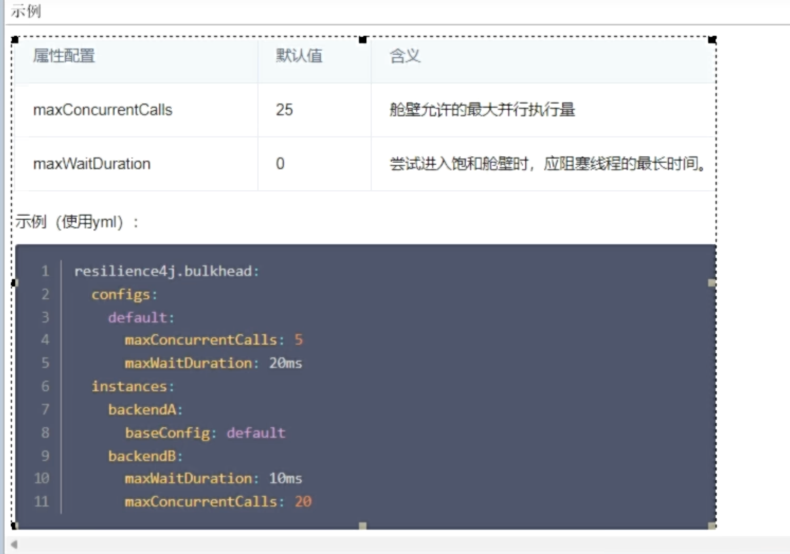 示例
属性配置 默认值 含义
maxConcurrentCalls 25 舱壁允许的最大并行执行量
maxWaitDuration 0 尝试进入饱和舱壁时，应阻塞线程的最长时间。
示例（使用yml）：
1 resilience4j.bulkhead:
2 configs:
3 default:
4 maxConcurrentCalls: 5
5 maxWaitDuration: 20ms
6 instances:
7 backendA:
8 baseConfig: default
9 backendB:
10 maxWaitDuration: 10ms
11 maxConcurrentCalls: 20